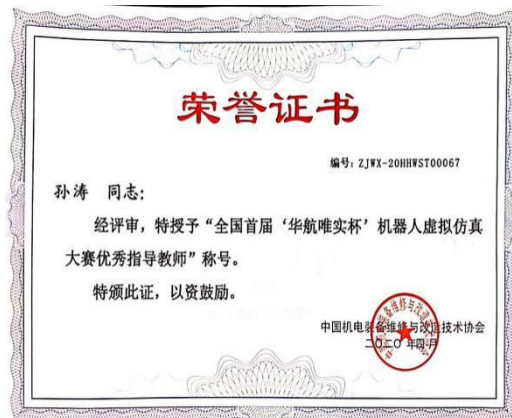 荣誉证书
编号：ZJWX-20HHWST00067
孙涛 同志：
经评审，特授予“全国首届‘华航唯实杯’机器人虚拟仿真
大赛优秀指导教师”称号。
特颁此证，以资鼓励。
中国机电装备维修与改造技术协会
二〇二〇年四月